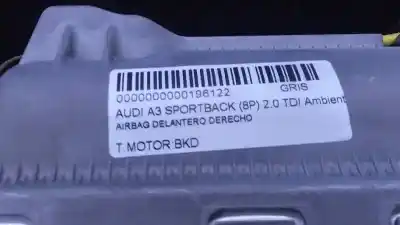 0000000000196122 GRIS
AUDI A3 SPORTBACK (8P) 2.0 TDI Ambient
AIRBAG DELANTERO DERECHO
T.MOTOR BKD